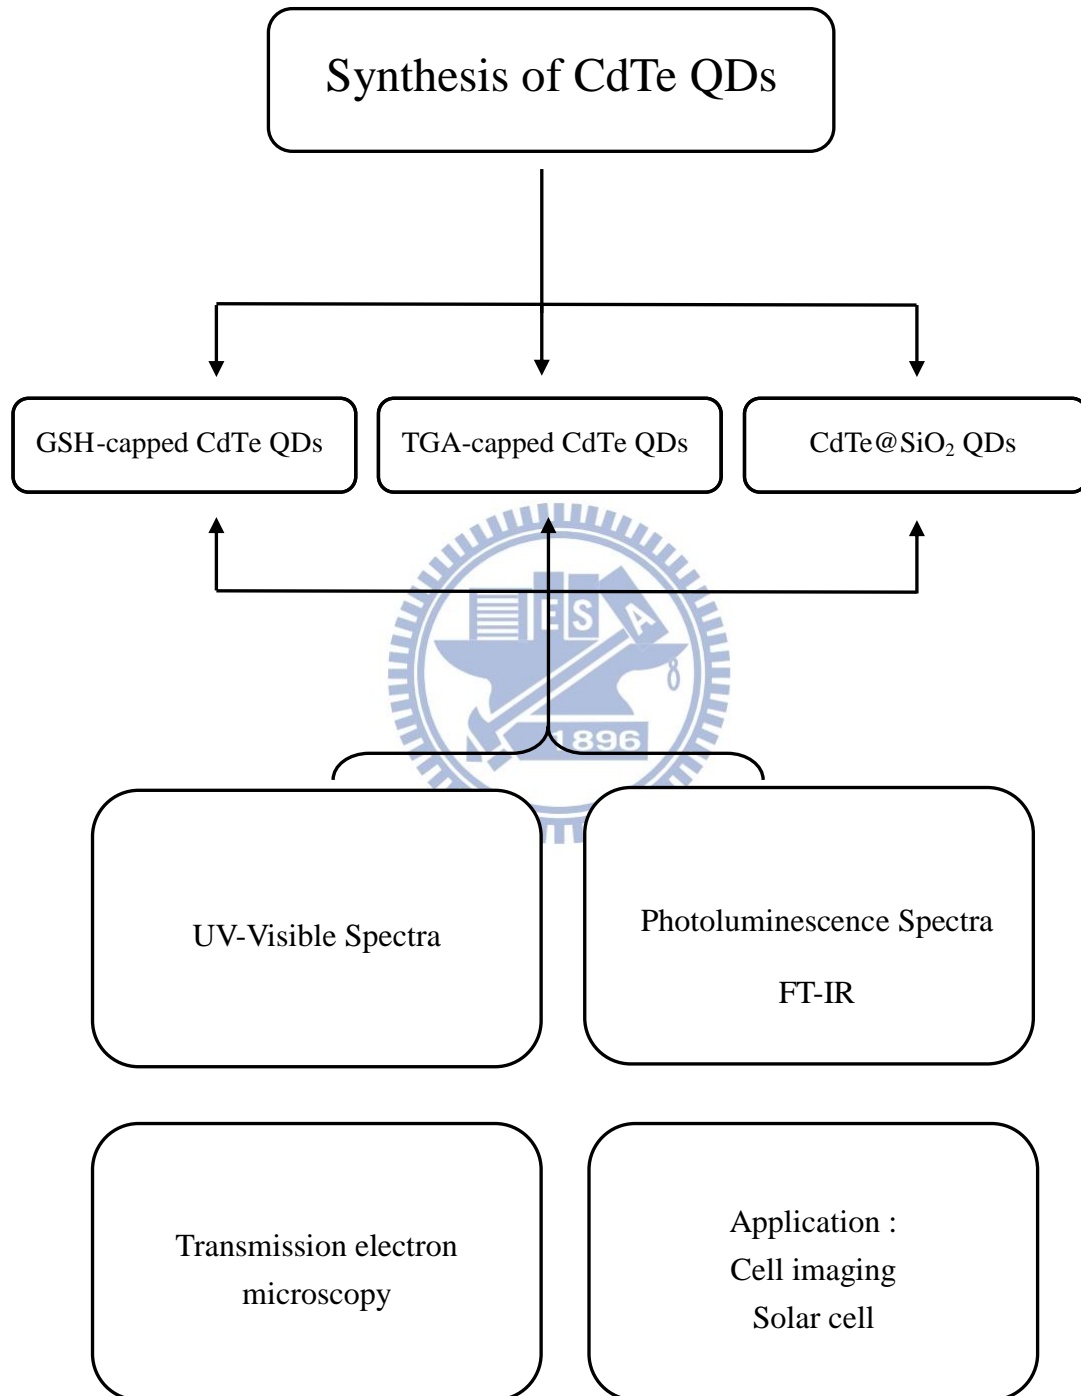 Synthesis of CdTe QDs
GSH-capped CdTe QDs
TGA-capped CdTe QDs
CdTe@SiO₂ QDs
E S A
1896
UV-Visible Spectra
Photoluminescence Spectra
FT-IR
Transmission electron
microscopy
Application :
Cell imaging
Solar cell